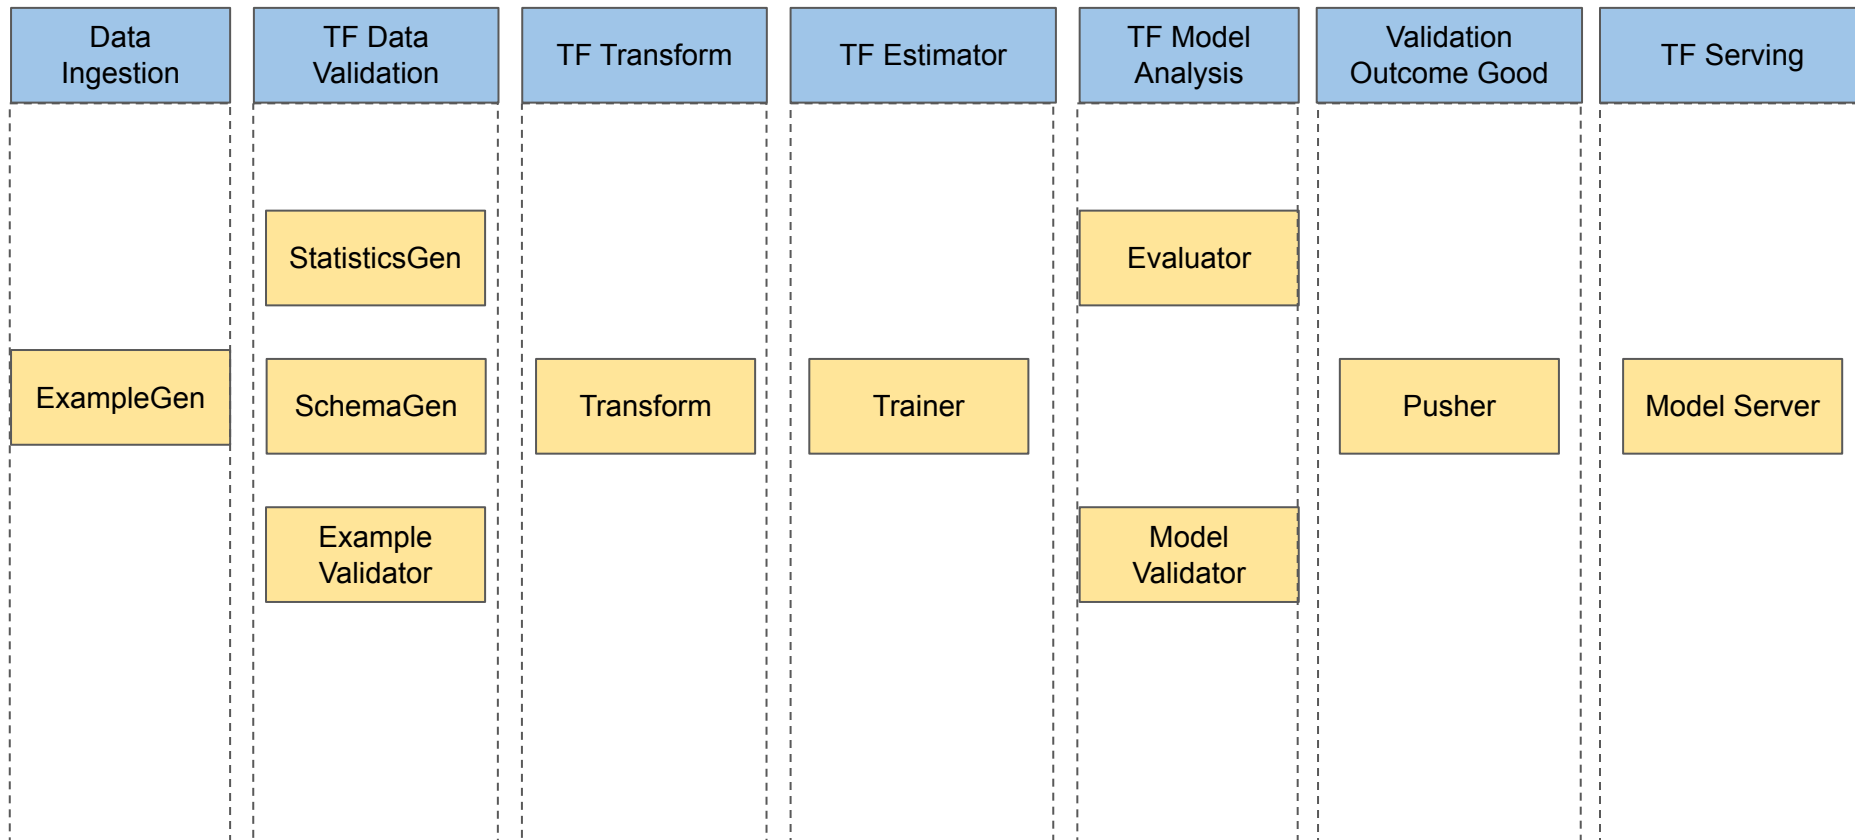 Data
Ingestion
TF Data
Validation
TF Transform
TF Estimator
TF Model
Analysis
Validation
Outcome Good
TF Serving
StatisticsGen
Evaluator
ExampleGen
SchemaGen
Transform
Trainer
Pusher
Model Server
Example
Validator
Model
Validator